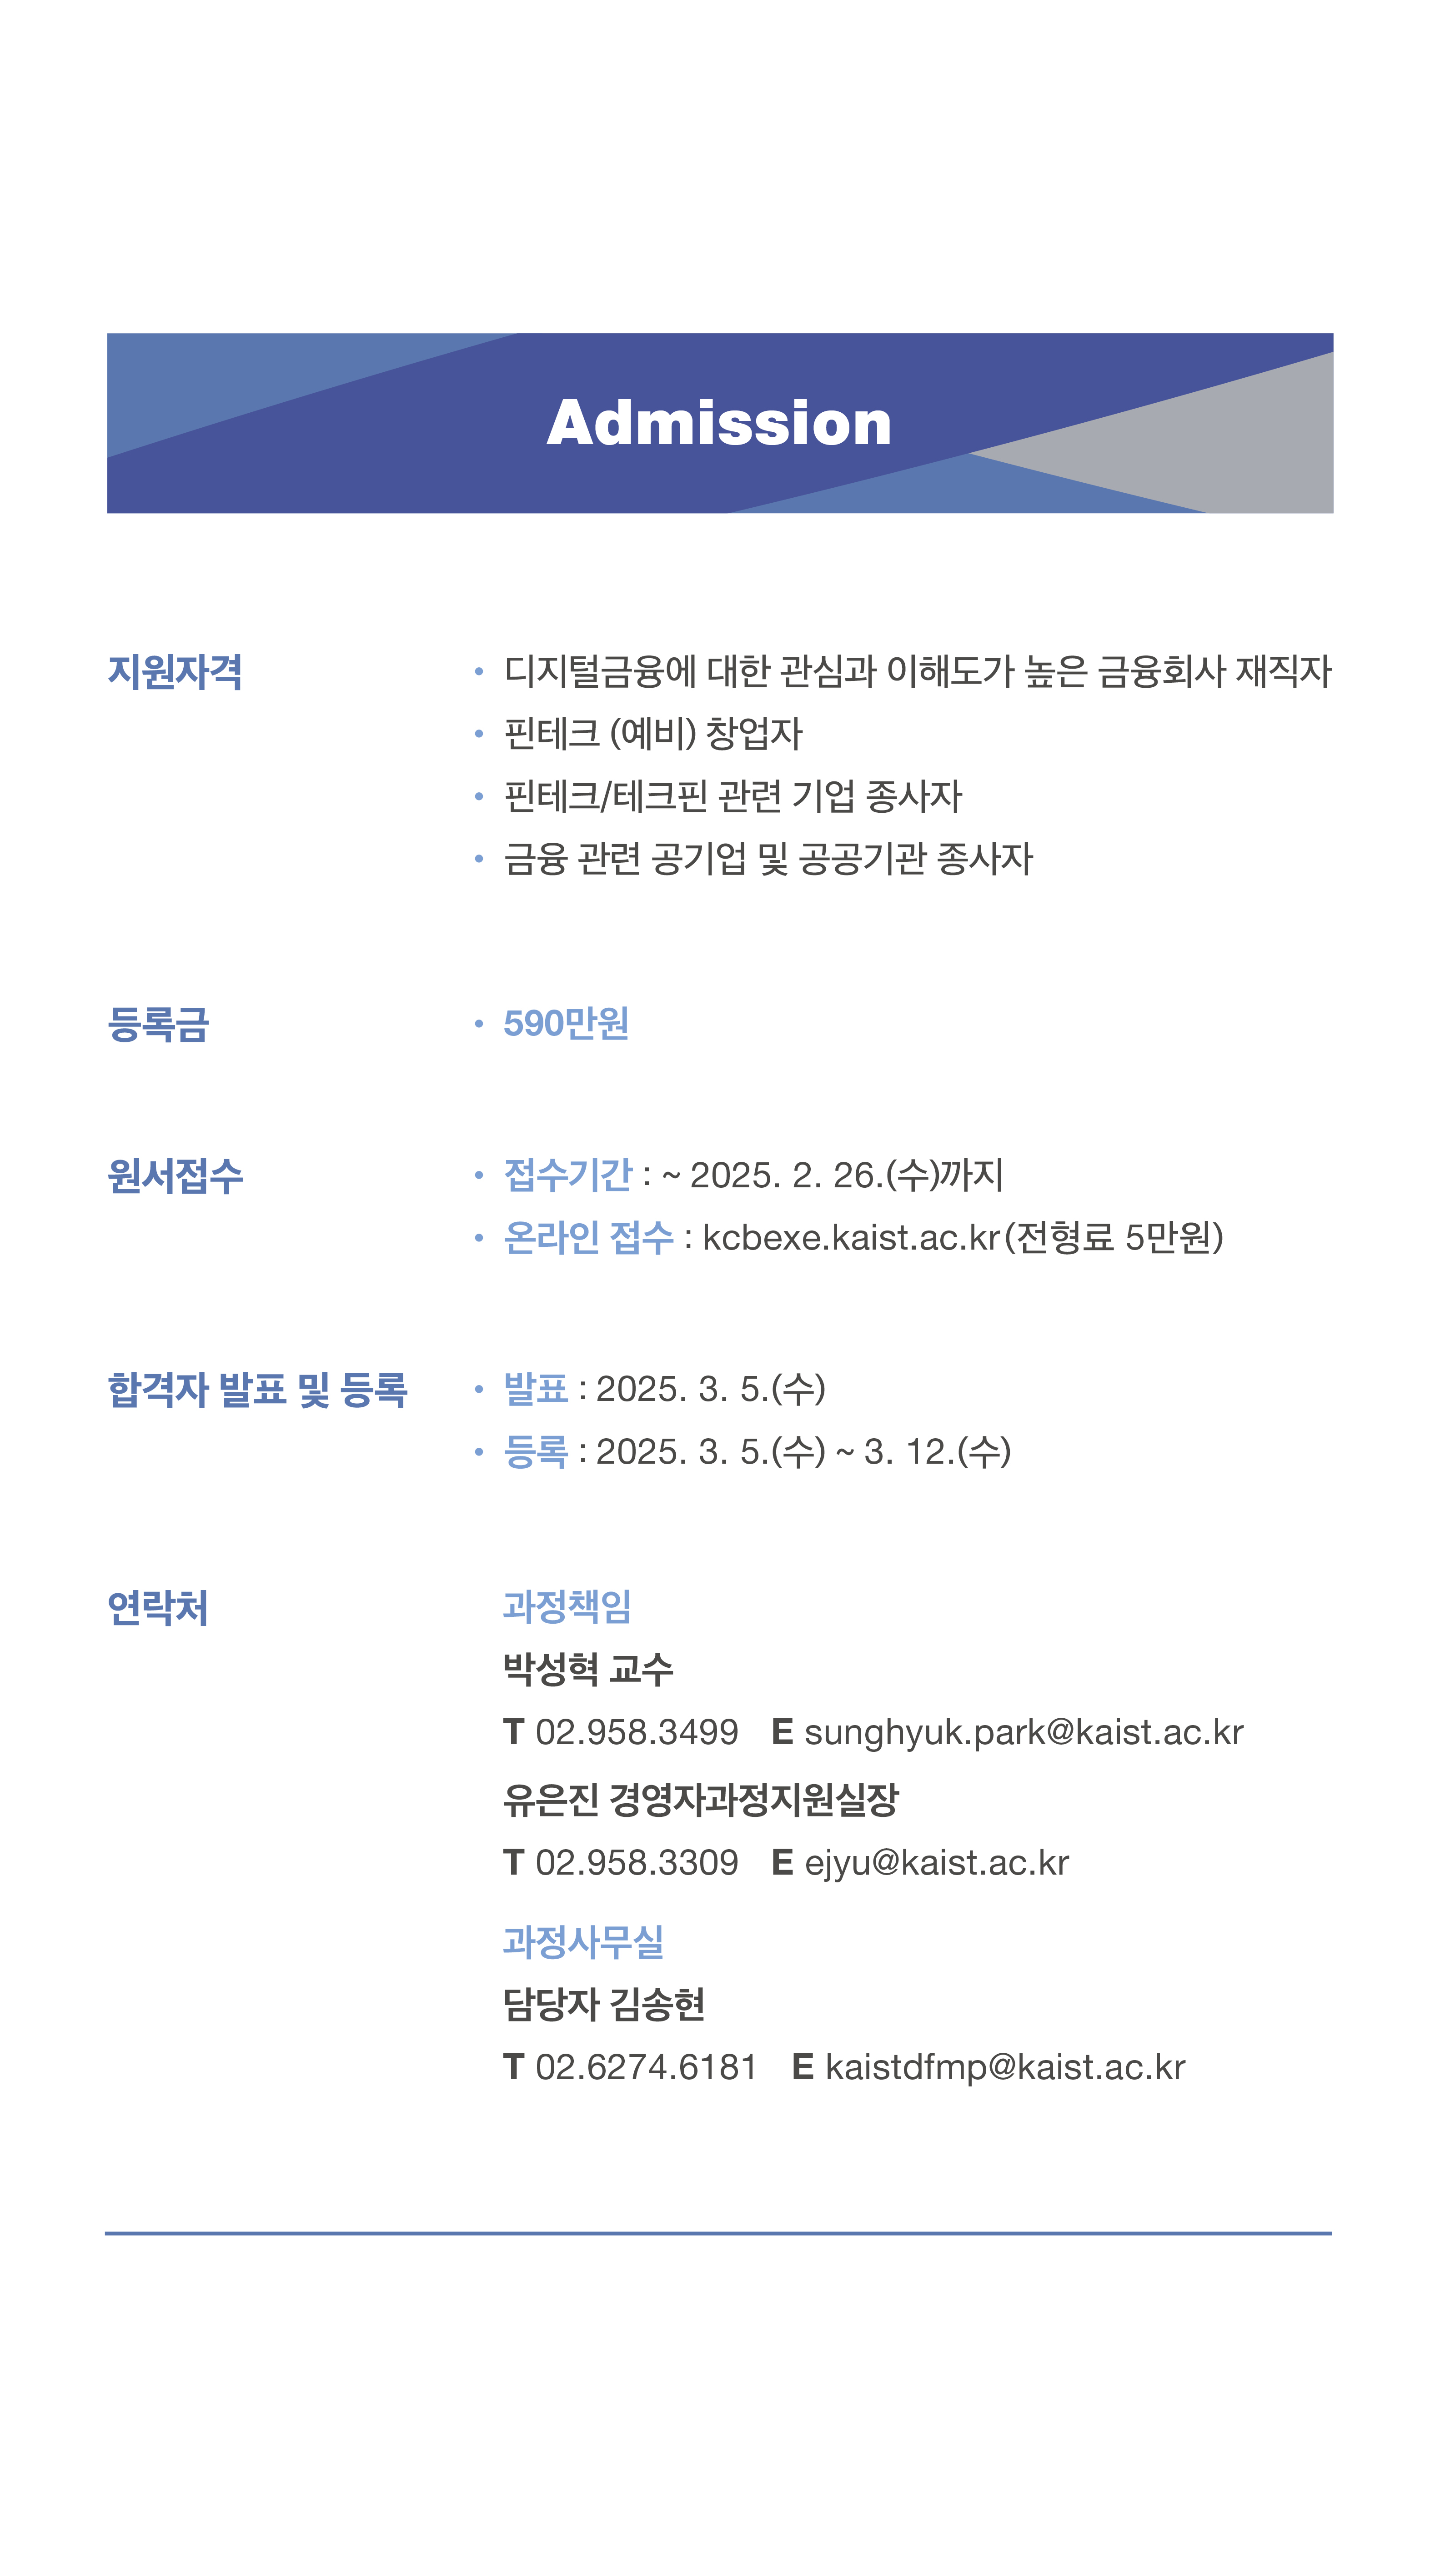 Admission
지원자격
• 디지털금융에 대한 관심과 이해도가 높은 금융회사 재직자
• 핀테크 (예비) 창업자
• 핀테크/테크핀 관련 기업 종사자
• 금융 관련 공기업 및 공공기관 종사자
등록금
• 590만원
원서접수
• 접수기간 : ~ 2025. 2. 26.(수)까지
• 온라인 접수 : kcbexe.kaist.ac.kr(전형료 5만원)
합격자 발표 및 등록
• 발표 : 2025. 3. 5.(수)
• 등록 : 2025. 3. 5.(수) ~ 3. 12.(수)
연락처
과정책임
박성혁 교수
T 02.958.3499 E sunghyuk.park@kaist.ac.kr
유은진 경영자과정지원실장
T 02.958.3309 E ejyu@kaist.ac.kr
과정사무실
담당자 김송현
T 02.6274.6181 E kaistdfmp@kaist.ac.kr